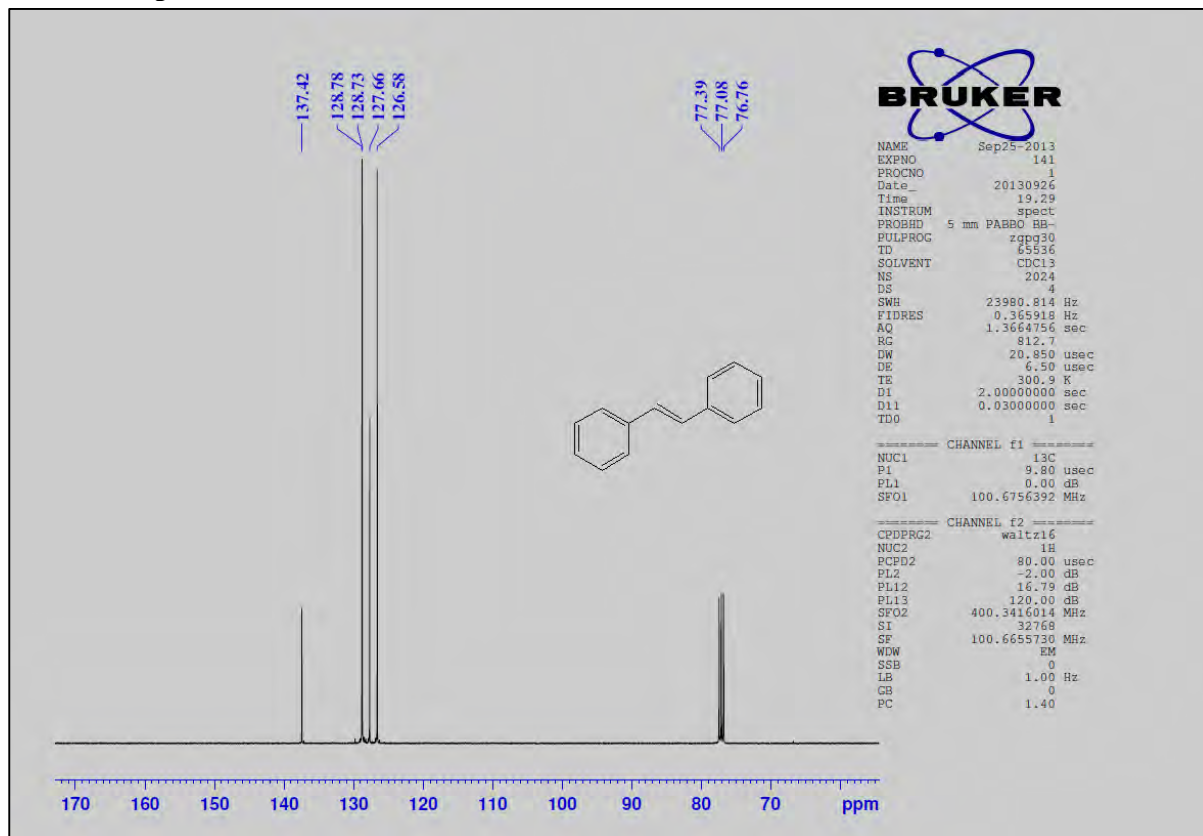 137.42
128.78
128.73
127.66
126.58
77.39
77.08
76.76
BRUKER
NAME Sep25-2013
EXPNO 141
PROCNO 1
Date_ 20130926
Time 19.29
INSTRUM spect
PROBHD 5 mm PABBO BB-
PULPROG zgpg30
TD 65536
SOLVENT CDCl3
NS 2024
DS 4
SWH 23980.814 Hz
FIDRES 0.365918 Hz
AQ 1.3664756 sec
RG 812.7
DW 20.850 usec
DE 6.50 usec
TE 300.9 K
D1 2.00000000 sec
D11 0.03000000 sec
TD0 1
======== CHANNEL f1 ========
NUC1 13C
P1 9.80 usec
PL1 0.00 dB
SFO1 100.6756392 MHz
======== CHANNEL f2 ========
CPDPRG2 waltz16
NUC2 1H
PCPD2 80.00 usec
PL2 -2.00 dB
PL12 16.79 dB
PL13 120.00 dB
SFO2 400.3416014 MHz
SI 32768
SF 100.6655730 MHz
WDW EM
SSB 0
LB 1.00 Hz
GB 0
PC 1.40
170 160 150 140 130 120 110 100 90 80 70 ppm